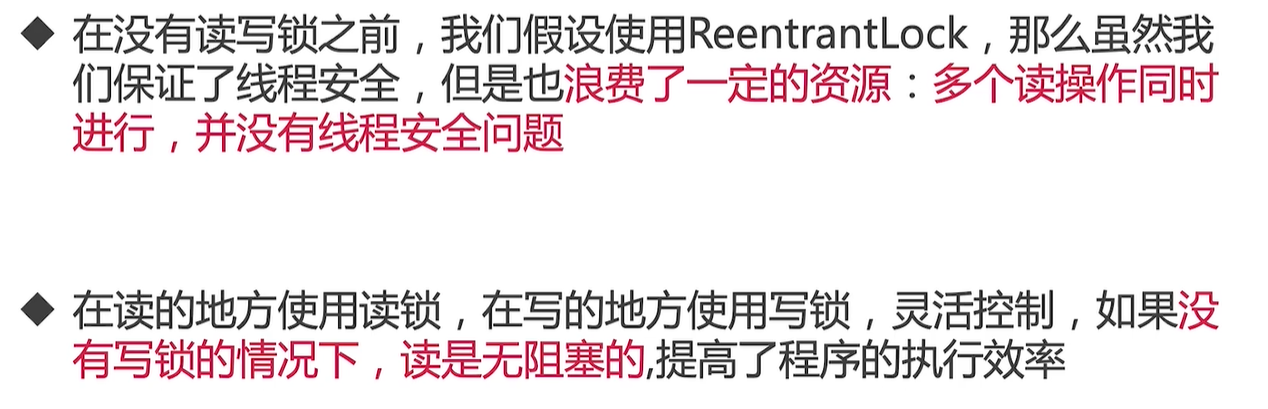 ◆ 在没有读写锁之前，我们假设使用ReentrantLock，那么虽然我
们保证了线程安全，但是也浪费了一定的资源：多个读操作同时
进行，并没有线程安全问题
◆ 在读的地方使用读锁，在写的地方使用写锁，灵活控制，如果没
有写锁的情况下，读是无阻塞的,提高了程序的执行效率